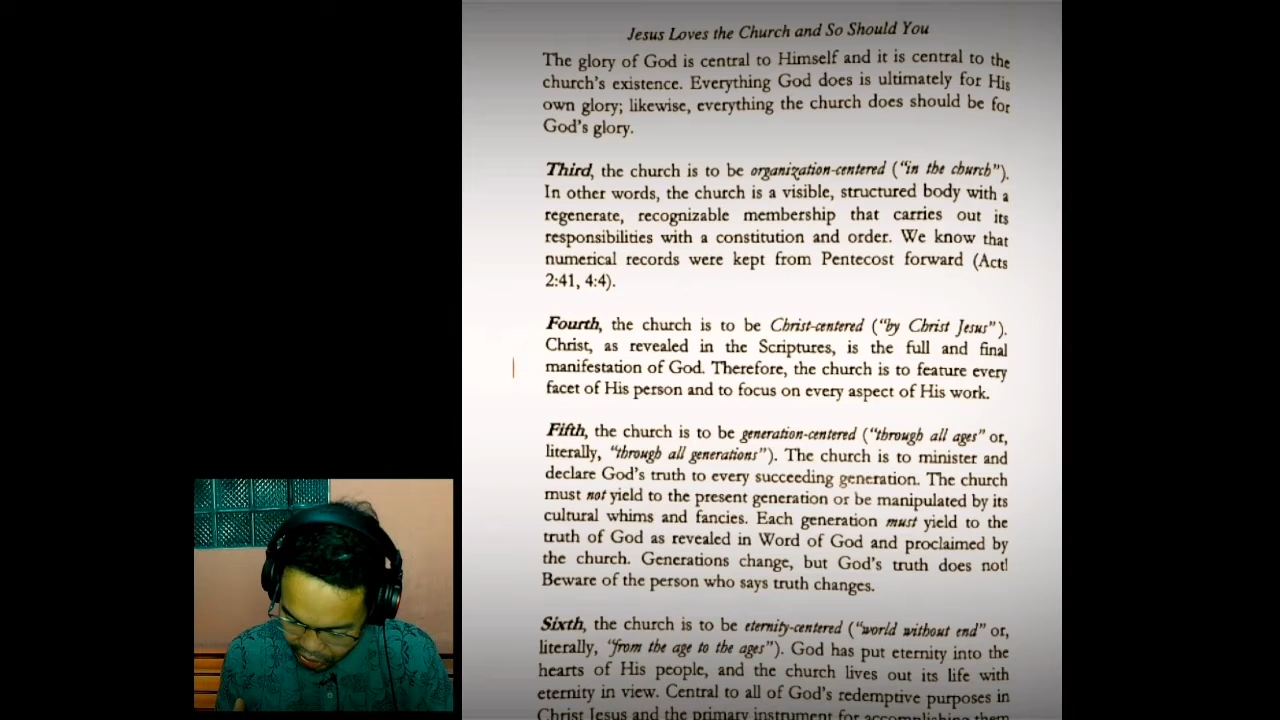 Jesus Loves the Church and So Should You
The glory of God is central to Himself and it is central to the
church's existence. Everything God does is ultimately for His
own glory; likewise, everything the church does should be for
God's glory.
Third, the church is to be organization-centered ("in the church").
In other words, the church is a visible, structured body with a
regenerate, recognizable membership that carries out its
responsibilities with a constitution and order. We know that
numerical records were kept from Pentecost forward (Acts
2:41, 4:4).
Fourth, the church is to be Christ-centered ("by Christ Jesus").
Christ, as revealed in the Scriptures, is the full and final
manifestation of God. Therefore, the church is to feature every
facet of His person and to focus on every aspect of His work.
Fifth, the church is to be generation-centered ("through all ages" or,
literally, "through all generations"). The church is to minister and
declare God's truth to every succeeding generation. The church
must not yield to the present generation or be manipulated by its
cultural whims and fancies. Each generation must yield to the
truth of God as revealed in Word of God and proclaimed by
the church. Generations change, but God's truth does not!
Beware of the person who says truth changes.
Sixth, the church is to be eternity-centered ("world without end" or,
literally, "from the age to the ages"). God has put eternity into the
hearts of His people, and the church lives out its life with
eternity in view. Central to all of God's redemptive purposes in
Christ Jesus and the primary instrument for accomplishing them